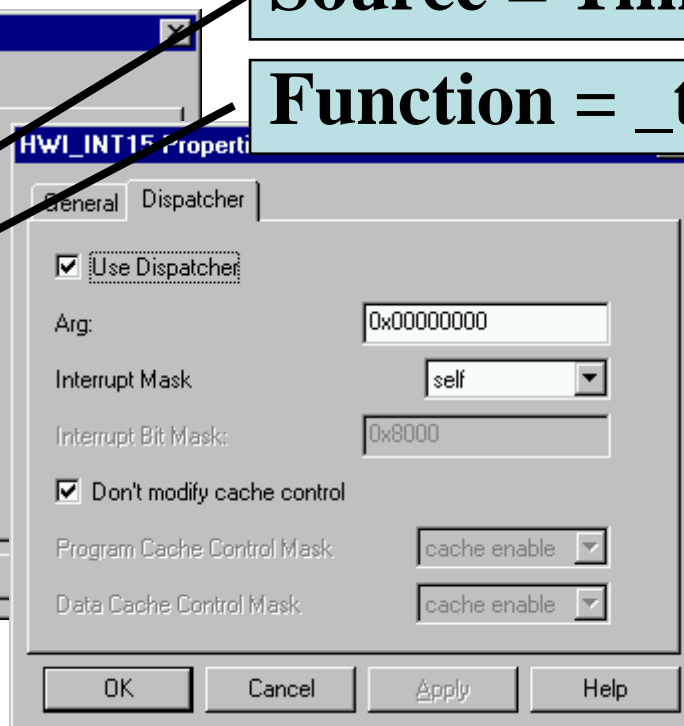 Function = _t
HWI_INT15 Properti
General Dispatcher
Use Dispatcher
Arg: 0x00000000
Interrupt Mask self
Interrupt Bit Mask: 0x8000
Don't modify cache control
Program Cache Control Mask cache enable
Data Cache Control Mask cache enable
OK Cancel Apply Help